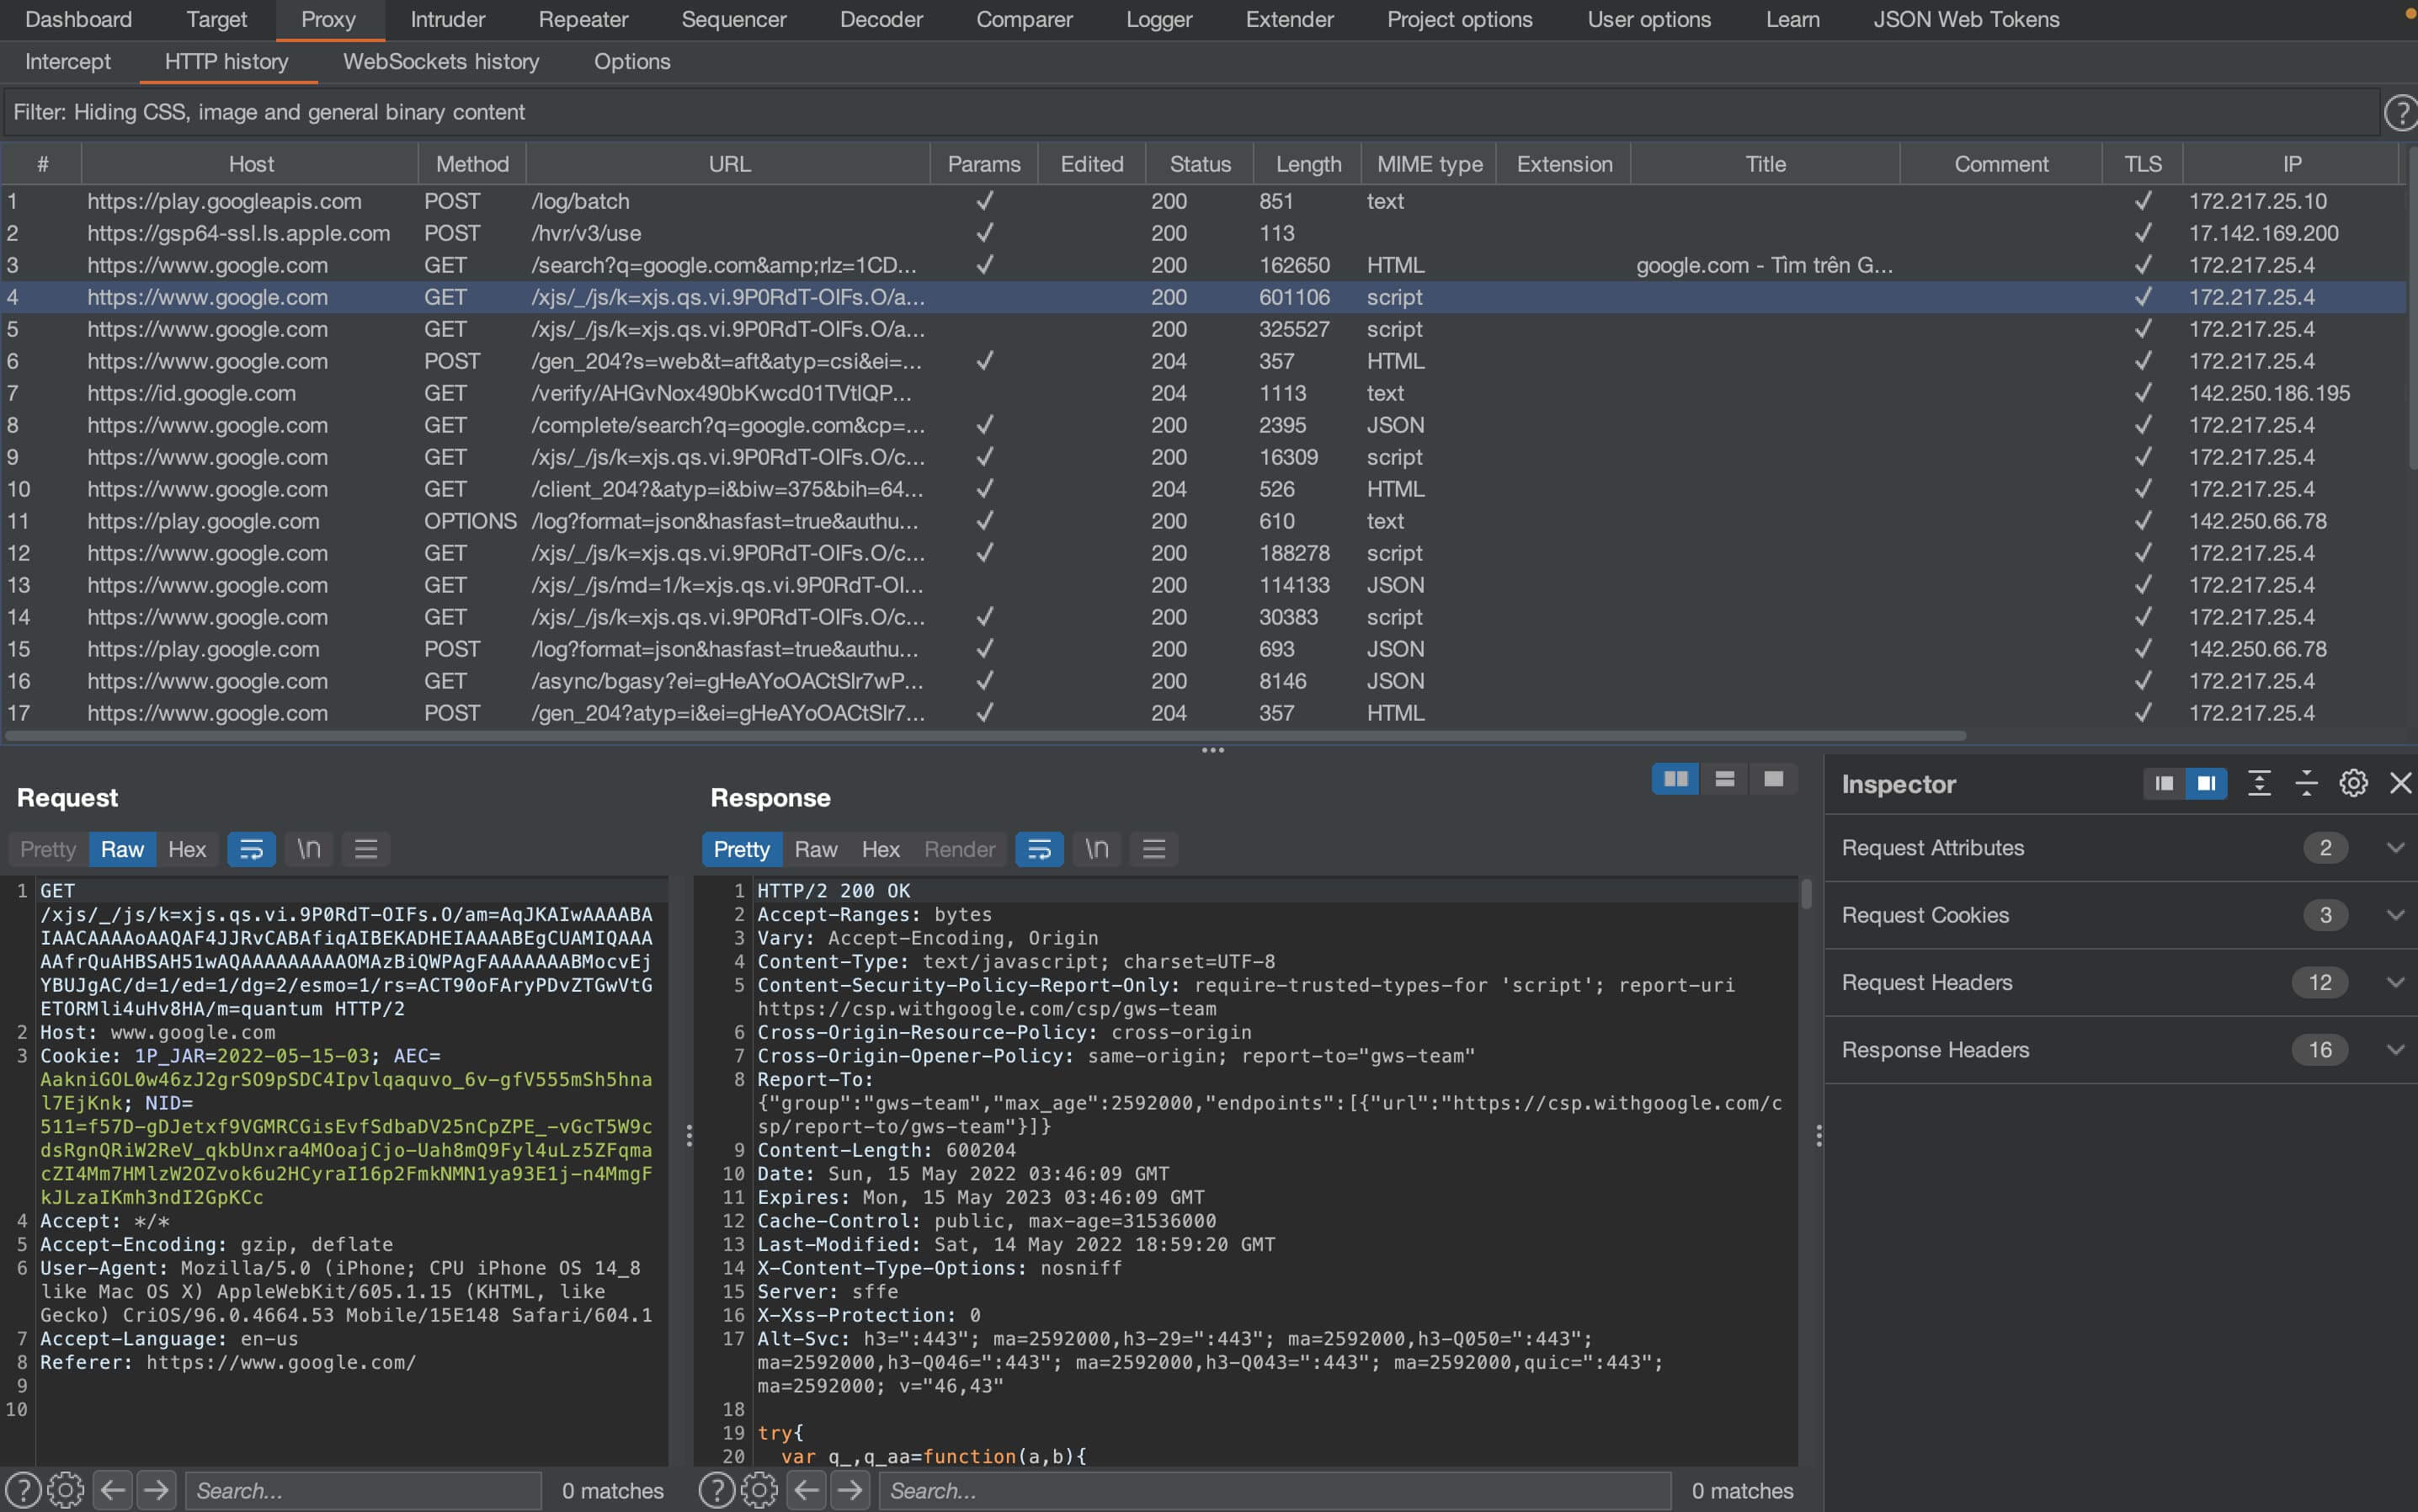 Dashboard Target Proxy Intruder Repeater Sequencer Decoder Comparer Logger Extender Project options User options Learn JSON Web Tokens
Intercept HTTP history WebSockets history Options
Filter: Hiding CSS, image and general binary content
# Host Method URL Params Edited Status Length MIME type Extension Title Comment TLS IP
1 https://play.googleapis.com POST /log/batch ✓ 200 851 text ✓ 172.217.25.10
2 https://gsp64-ssl.ls.apple.com POST /hvr/v3/use ✓ 200 113 ✓ 17.142.169.200
3 https://www.google.com GET /search?q=google.com&amp;rlz=1CD... ✓ 200 162650 HTML google.com - Tìm trên G... ✓ 172.217.25.4
4 https://www.google.com GET /xjs/_/js/k=xjs.qs.vi.9P0RdT-OIFs.O/a... 200 601106 script ✓ 172.217.25.4
5 https://www.google.com GET /xjs/_/js/k=xjs.qs.vi.9P0RdT-OIFs.O/a... 200 325527 script ✓ 172.217.25.4
6 https://www.google.com POST /gen_204?s=web&t=aft&atyp=csi&ei=... ✓ 204 357 HTML ✓ 172.217.25.4
7 https://id.google.com GET /verify/AHGvNox490bKwcd01TVtlQP... 204 1113 text ✓ 142.250.186.195
8 https://www.google.com GET /complete/search?q=google.com&cp=... ✓ 200 2395 JSON ✓ 172.217.25.4
9 https://www.google.com GET /xjs/_/js/k=xjs.qs.vi.9P0RdT-OIFs.O/c... ✓ 200 16309 script ✓ 172.217.25.4
10 https://www.google.com GET /client_204?&atyp=i&biw=375&bih=64... ✓ 204 526 HTML ✓ 172.217.25.4
11 https://play.google.com OPTIONS /log?format=json&hasfast=true&authu... ✓ 200 610 text ✓ 142.250.66.78
12 https://www.google.com GET /xjs/_/js/k=xjs.qs.vi.9P0RdT-OIFs.O/c... ✓ 200 188278 script ✓ 172.217.25.4
13 https://www.google.com GET /xjs/_/js/md=1/k=xjs.qs.vi.9P0RdT-OI... 200 114133 JSON ✓ 172.217.25.4
14 https://www.google.com GET /xjs/_/js/k=xjs.qs.vi.9P0RdT-OIFs.O/c... ✓ 200 30383 script ✓ 172.217.25.4
15 https://play.google.com POST /log?format=json&hasfast=true&authu... ✓ 200 693 JSON ✓ 142.250.66.78
16 https://www.google.com GET /async/bgasy?ei=gHeAYoOACtSlr7wP... ✓ 200 8146 JSON ✓ 172.217.25.4
17 https://www.google.com POST /gen_204?atyp=i&ei=gHeAYoOACtSlr7... ✓ 204 357 HTML ✓ 172.217.25.4
Request
Pretty Raw Hex \n
1 GET
/xjs/_/js/k=xjs.qs.vi.9P0RdT-OIFs.O/am=AqJKAIwAAAABA
IAACAAAAoAAQAF4JJRvCABAfiqAIBEKADHEIAAAABEgCUAMIQAAA
AAfrQuAHBSAH51wAQAAAAAAAAAOMAzBiQWPAgFAAAAAAABMocvEj
YBUJgAC/d=1/ed=1/dg=2/esmo=1/rs=ACT90oFAryPDvZTGwVtG
ETORMli4uHv8HA/m=quantum HTTP/2
2 Host: www.google.com
3 Cookie: 1P_JAR=2022-05-15-03; AEC=
AakniGOL0w46zJ2grSO9pSDC4Ipvlqaquvo_6v-gfV555mSh5hna
l7EjKnk; NID=
511=f57D-gDJetxf9VGMRCGisEvfSdbaDV25nCpZPE_-vGcT5W9c
dsRgnQRiW2ReV_qkbUnxra4MOoajCjo-Uah8mQ9Fyl4uLz5ZFqma
cZI4Mm7HMlzW2OZvok6u2HCyraI16p2FmkNMN1ya93E1j-n4MmgF
kJLzaIKmh3ndI2GpKCc
4 Accept: */*
5 Accept-Encoding: gzip, deflate
6 User-Agent: Mozilla/5.0 (iPhone; CPU iPhone OS 14_8
like Mac OS X) AppleWebKit/605.1.15 (KHTML, like
Gecko) CriOS/96.0.4664.53 Mobile/15E148 Safari/604.1
7 Accept-Language: en-us
8 Referer: https://www.google.com/
9
10
Search... 0 matches
Response
Pretty Raw Hex Render \n
1 HTTP/2 200 OK
2 Accept-Ranges: bytes
3 Vary: Accept-Encoding, Origin
4 Content-Type: text/javascript; charset=UTF-8
5 Content-Security-Policy-Report-Only: require-trusted-types-for 'script'; report-uri
https://csp.withgoogle.com/csp/gws-team
6 Cross-Origin-Resource-Policy: cross-origin
7 Cross-Origin-Opener-Policy: same-origin; report-to="gws-team"
8 Report-To:
{"group":"gws-team","max_age":2592000,"endpoints":[{"url":"https://csp.withgoogle.com/c
sp/report-to/gws-team"}]}
9 Content-Length: 600204
10 Date: Sun, 15 May 2022 03:46:09 GMT
11 Expires: Mon, 15 May 2023 03:46:09 GMT
12 Cache-Control: public, max-age=31536000
13 Last-Modified: Sat, 14 May 2022 18:59:20 GMT
14 X-Content-Type-Options: nosniff
15 Server: sffe
16 X-Xss-Protection: 0
17 Alt-Svc: h3=":443"; ma=2592000,h3-29=":443"; ma=2592000,h3-Q050=":443";
ma=2592000,h3-Q046=":443"; ma=2592000,h3-Q043=":443"; ma=2592000,quic=":443";
ma=2592000; v="46,43"
18
19 try{
20 var q_,q_aa=function(a,b){
Search... 0 matches
Inspector
Request Attributes 2
Request Cookies 3
Request Headers 12
Response Headers 16